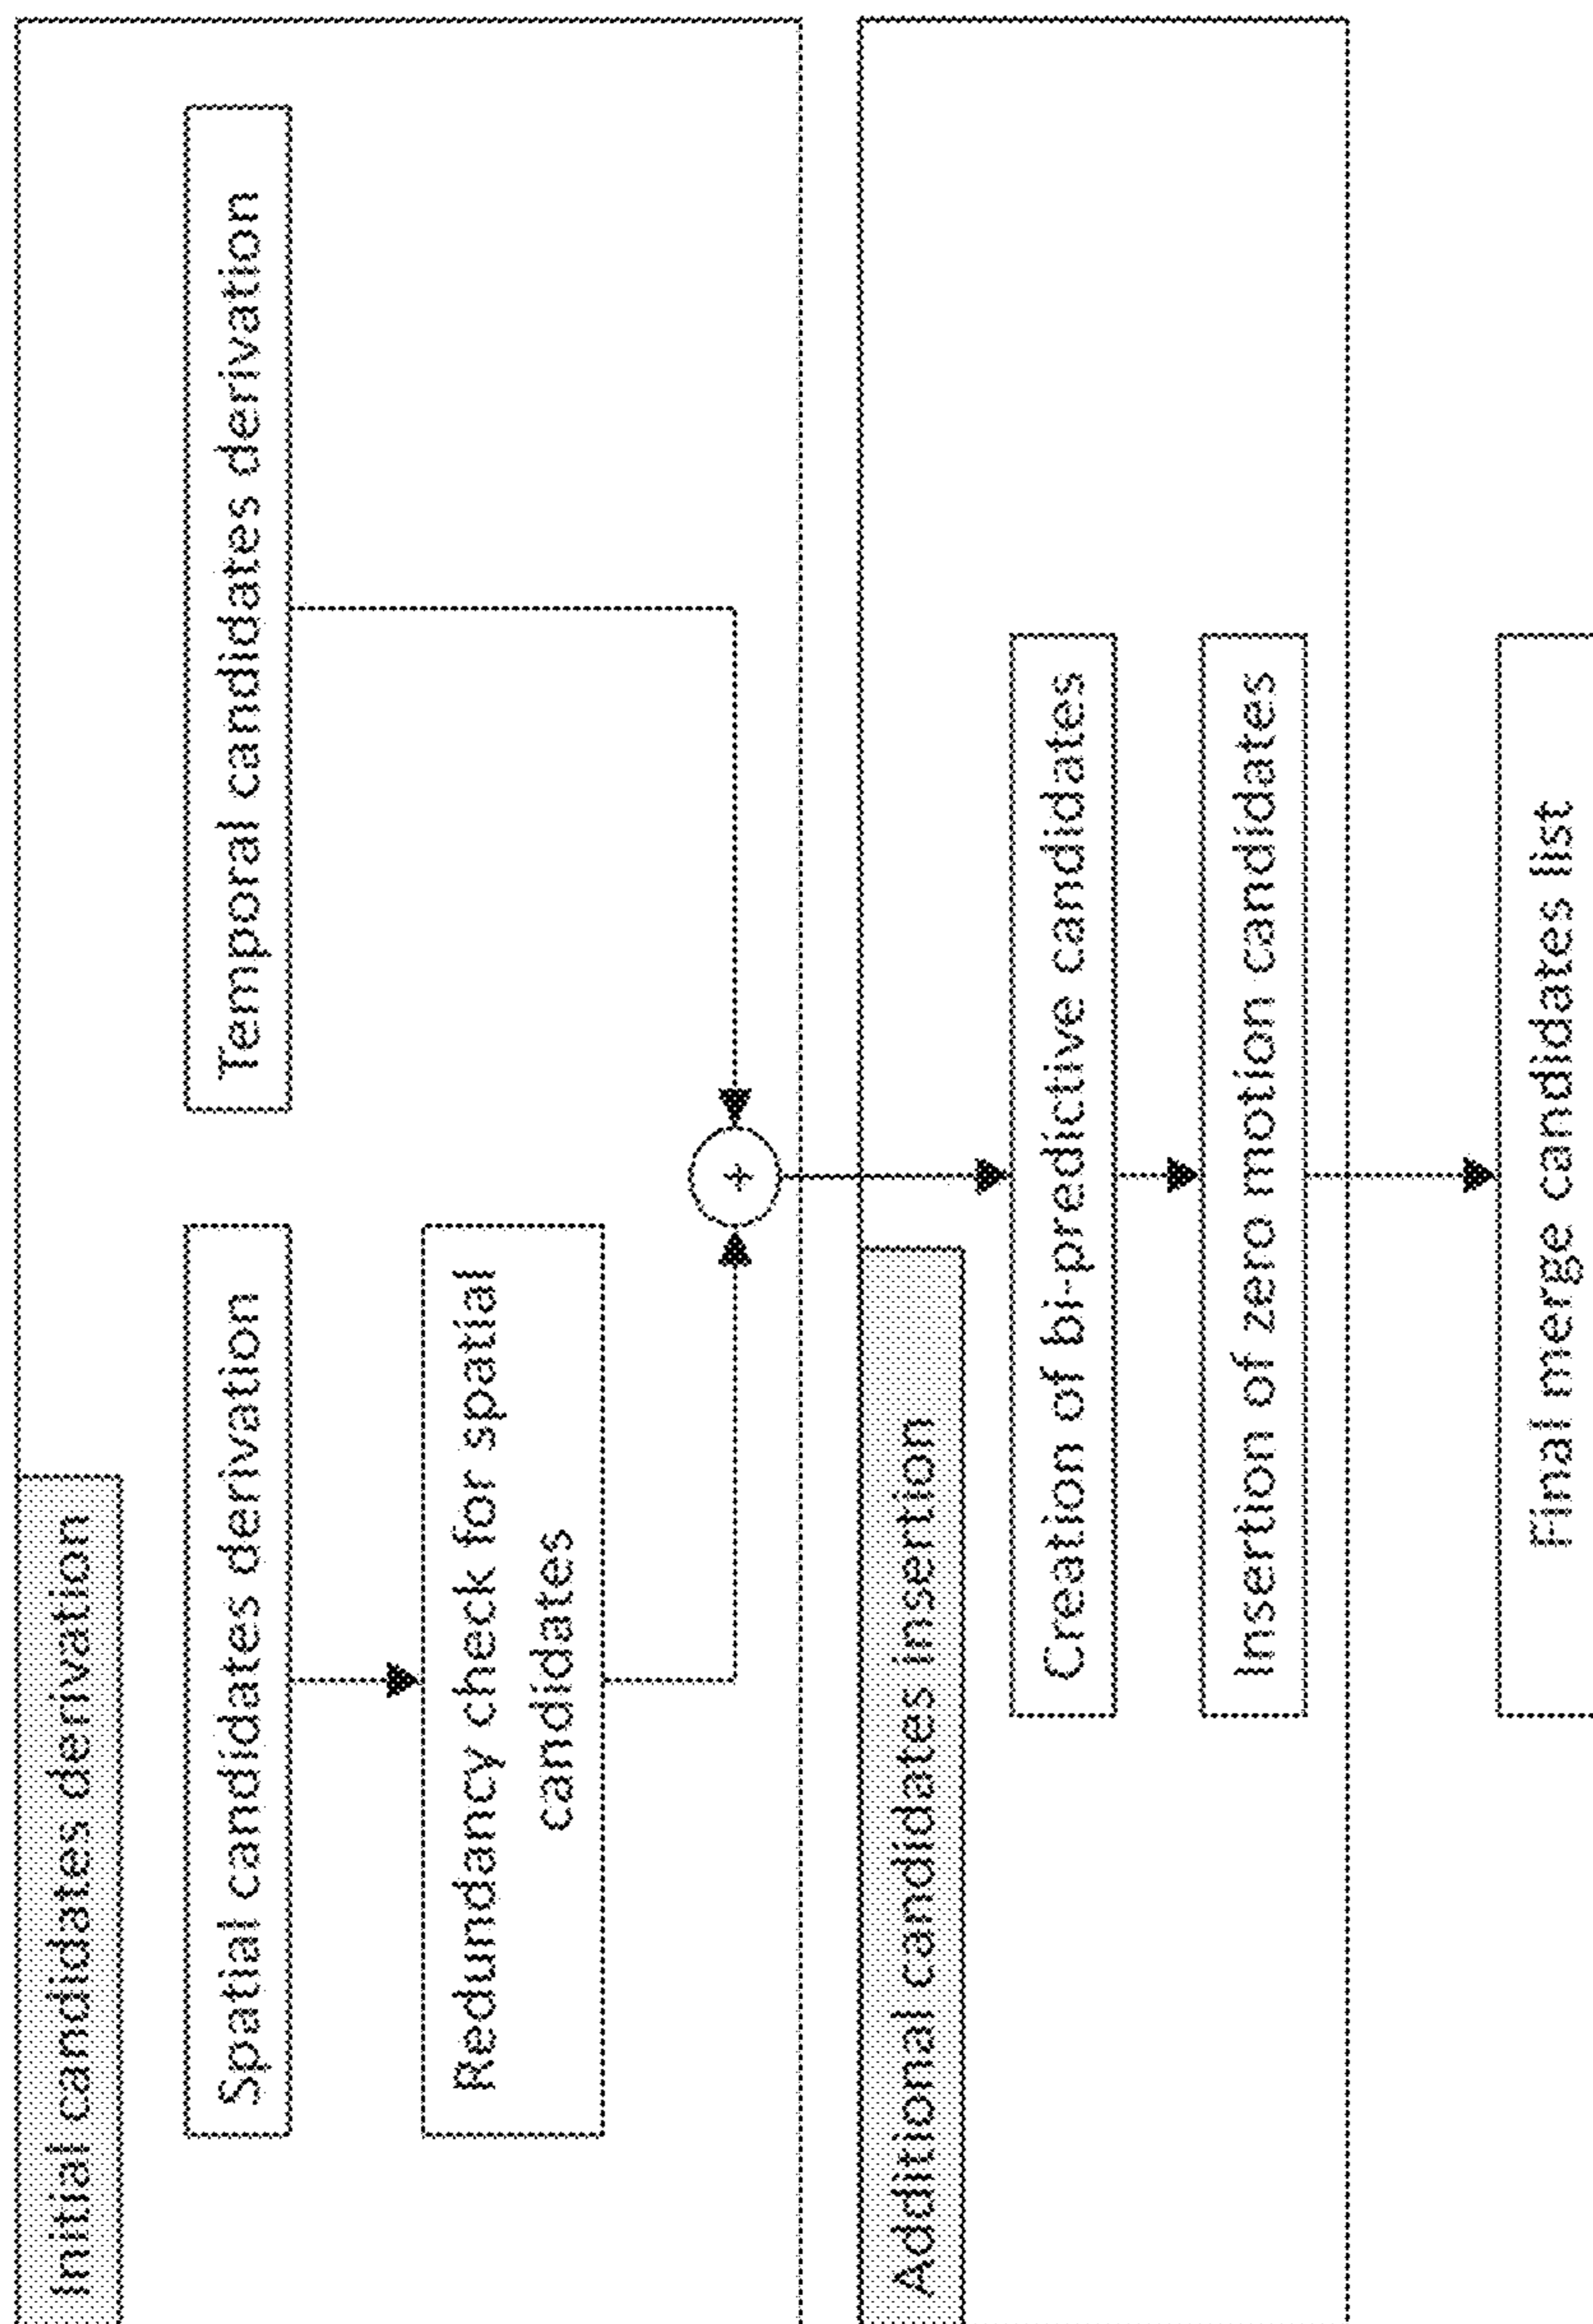 Initial candidates derivation
Spatial candidates derivation
Temporal candidates derivation
Redundancy check for spatial
candidates
+
Additional candidates insertion
Creation of bi-predictive candidates
Insertion of zero motion candidates
Final merge candidates list